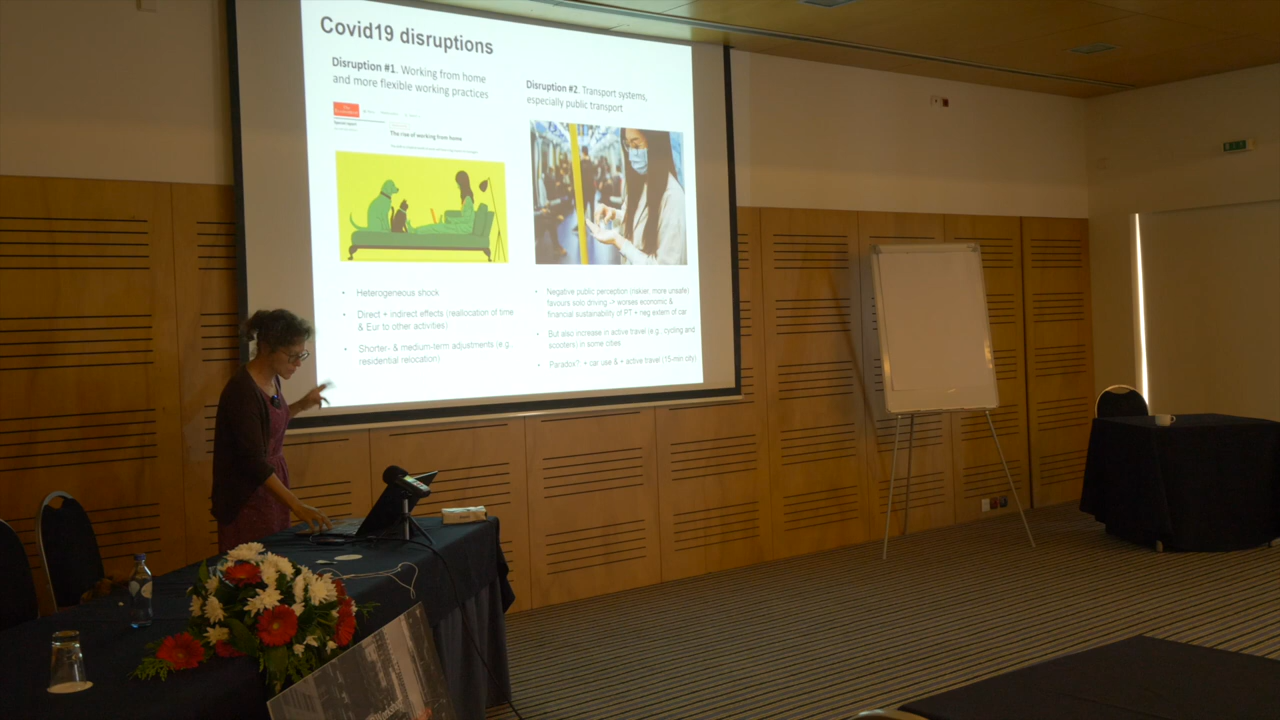 Covid19 disruptions
Disruption #1. Working from home
and more flexible working practices
The
Economist
The rise of working from home
• Heterogeneous shock
• Direct + indirect effects (reallocation of time
& Eur to other activities)
• Shorter- & medium-term adjustments (e.g.
residential relocation)
Disruption #2. Transport systems,
especially public transport
• Negative public perception (riskier, more unsafe)
favours solo driving -> worses economic &
financial sustainability of PT + neg extern of car
• But also increase in active travel (e.g., cycling and
scooters) in some cities
• Paradox? + car use & + active travel (15-min city)